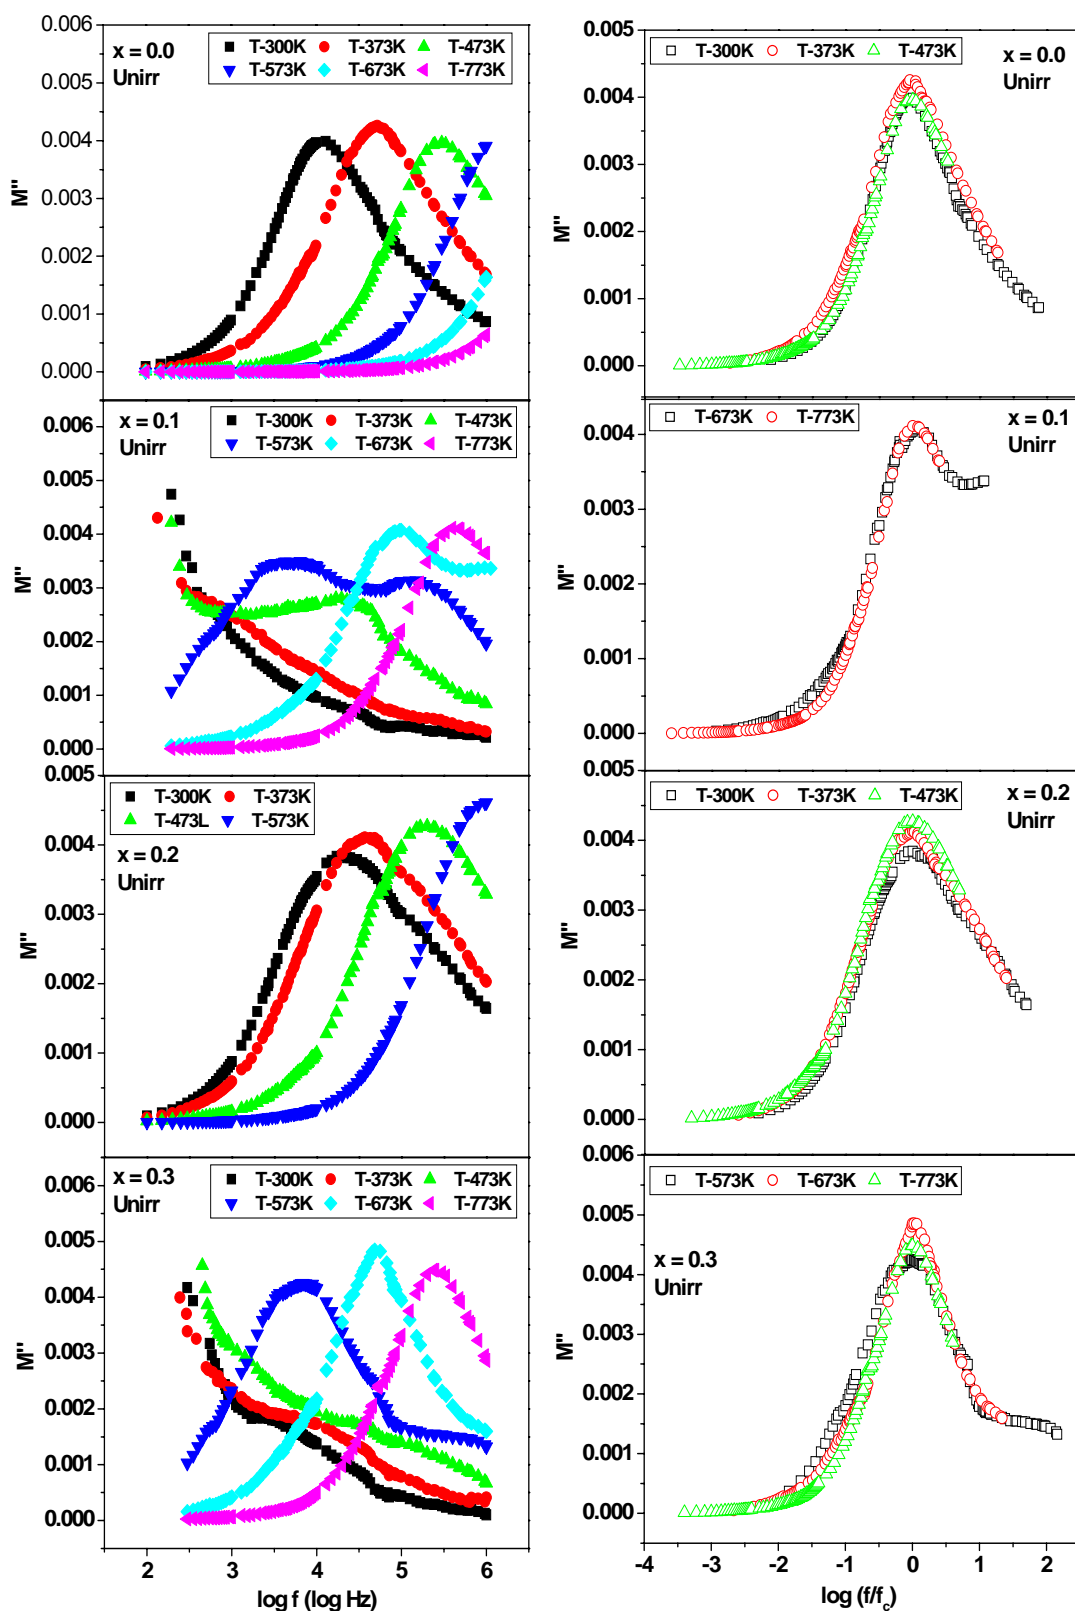 0.006
x = 0.0
Unirr
T-300K T-373K T-473K
T-573K T-673K T-773K
0.005
0.004
0.003
0.002
0.001
0.000
M"
T-300K T-373K T-473K
x = 0.0
Unirr
0.005
0.004
0.003
0.002
0.001
0.000
M"
x = 0.1
Unirr
T-300K T-373K T-473K
T-573K T-673K T-773K
0.006
0.005
0.004
0.003
0.002
0.001
0.000
M"
T-673K T-773K
x = 0.1
Unirr
0.005
0.004
0.003
0.002
0.001
0.000
M"
0.005
T-300K T-373K
T-473L T-573K
x = 0.2
Unirr
0.004
0.003
0.002
0.001
0.000
M"
T-300K T-373K T-473K
x = 0.2
Unirr
0.005
0.004
0.003
0.002
0.001
0.000
M"
x = 0.3
Unirr
T-300K T-373K T-473K
T-573K T-673K T-773K
0.006
0.005
0.004
0.003
0.002
0.001
0.000
M"
2 3 4 5 6
log f (log Hz)
0.006
T-573K T-673K T-773K
x = 0.3
Unirr
0.005
0.004
0.003
0.002
0.001
0.000
M"
-4 -3 -2 -1 0 1 2
log (f/fc)